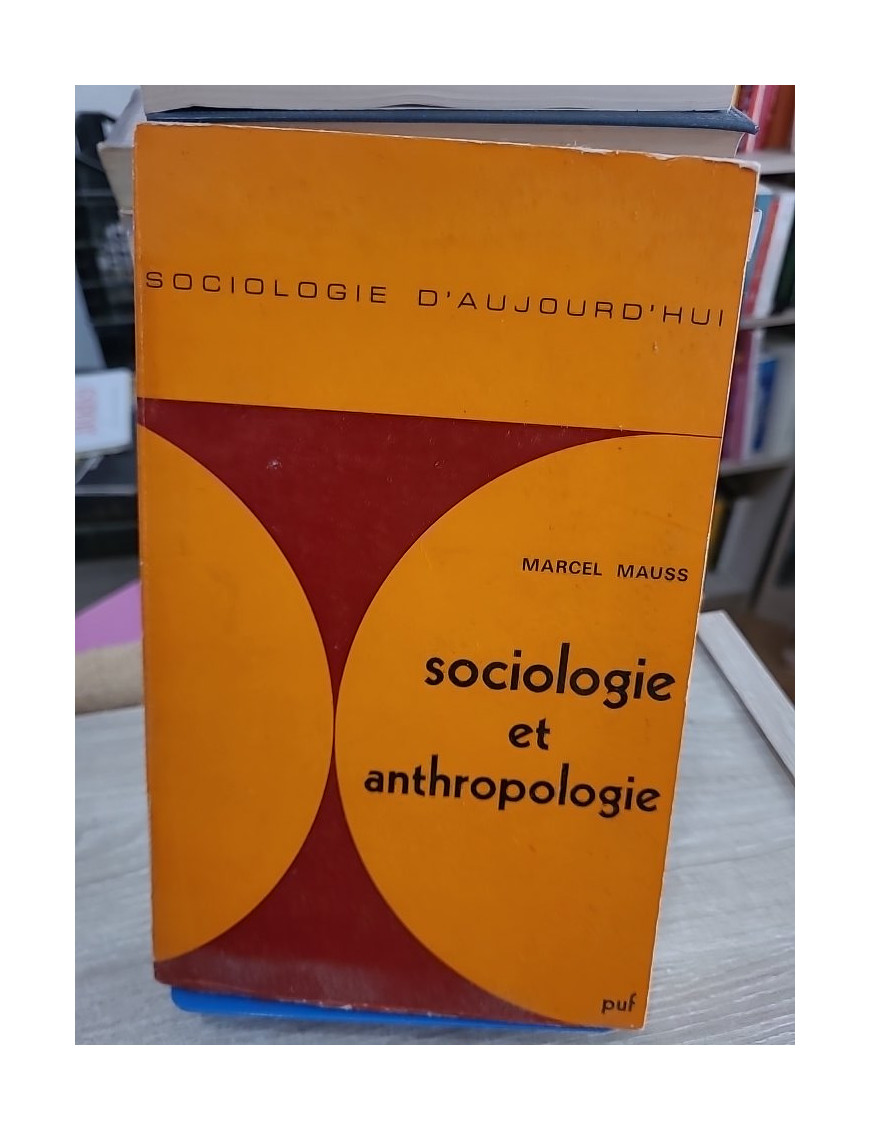 SOCIOLOGIE D'AUJOURD'HUI
MARCEL MAUSS
sociologie
et
anthropologie
puf